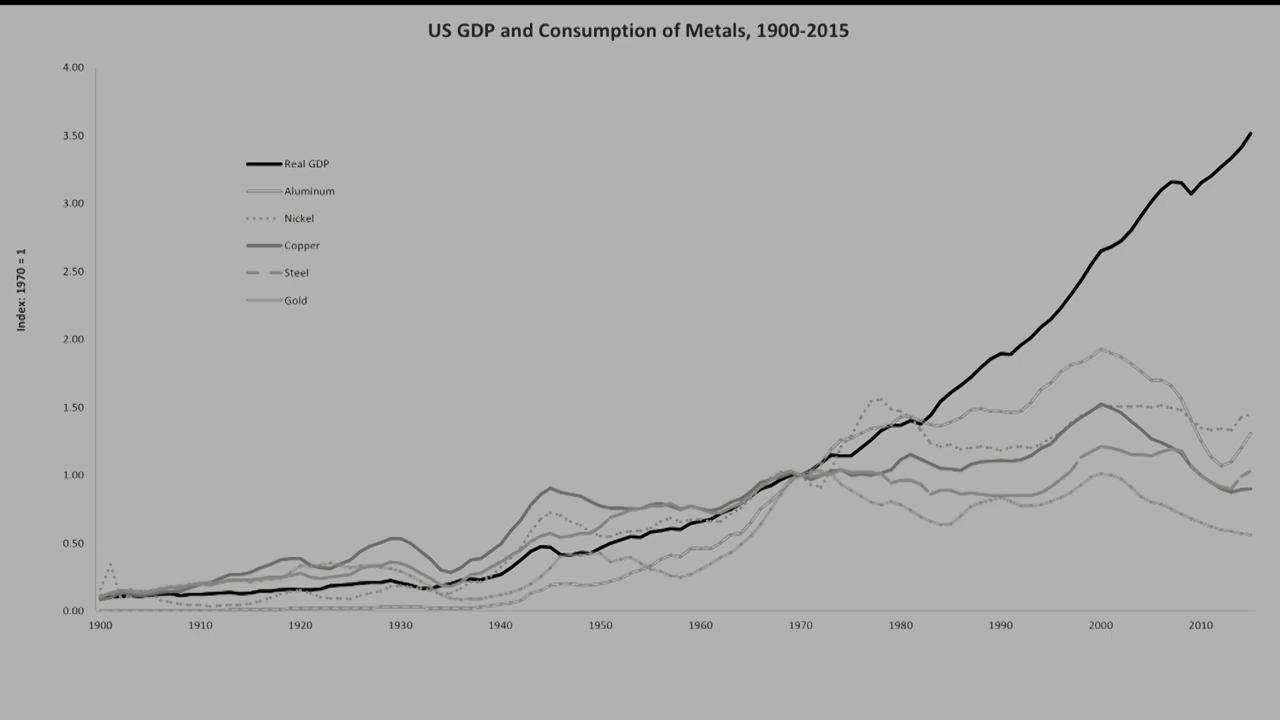 US GDP and Consumption of Metals, 1900-2015
4.00
3.50
3.00
2.50
2.00
1.50
1.00
0.50
0.00
Index: 1970 = 1
Real GDP
Aluminum
Nickel
Copper
Steel
Gold
1900 1910 1920 1930 1940 1950 1960 1970 1980 1990 2000 2010